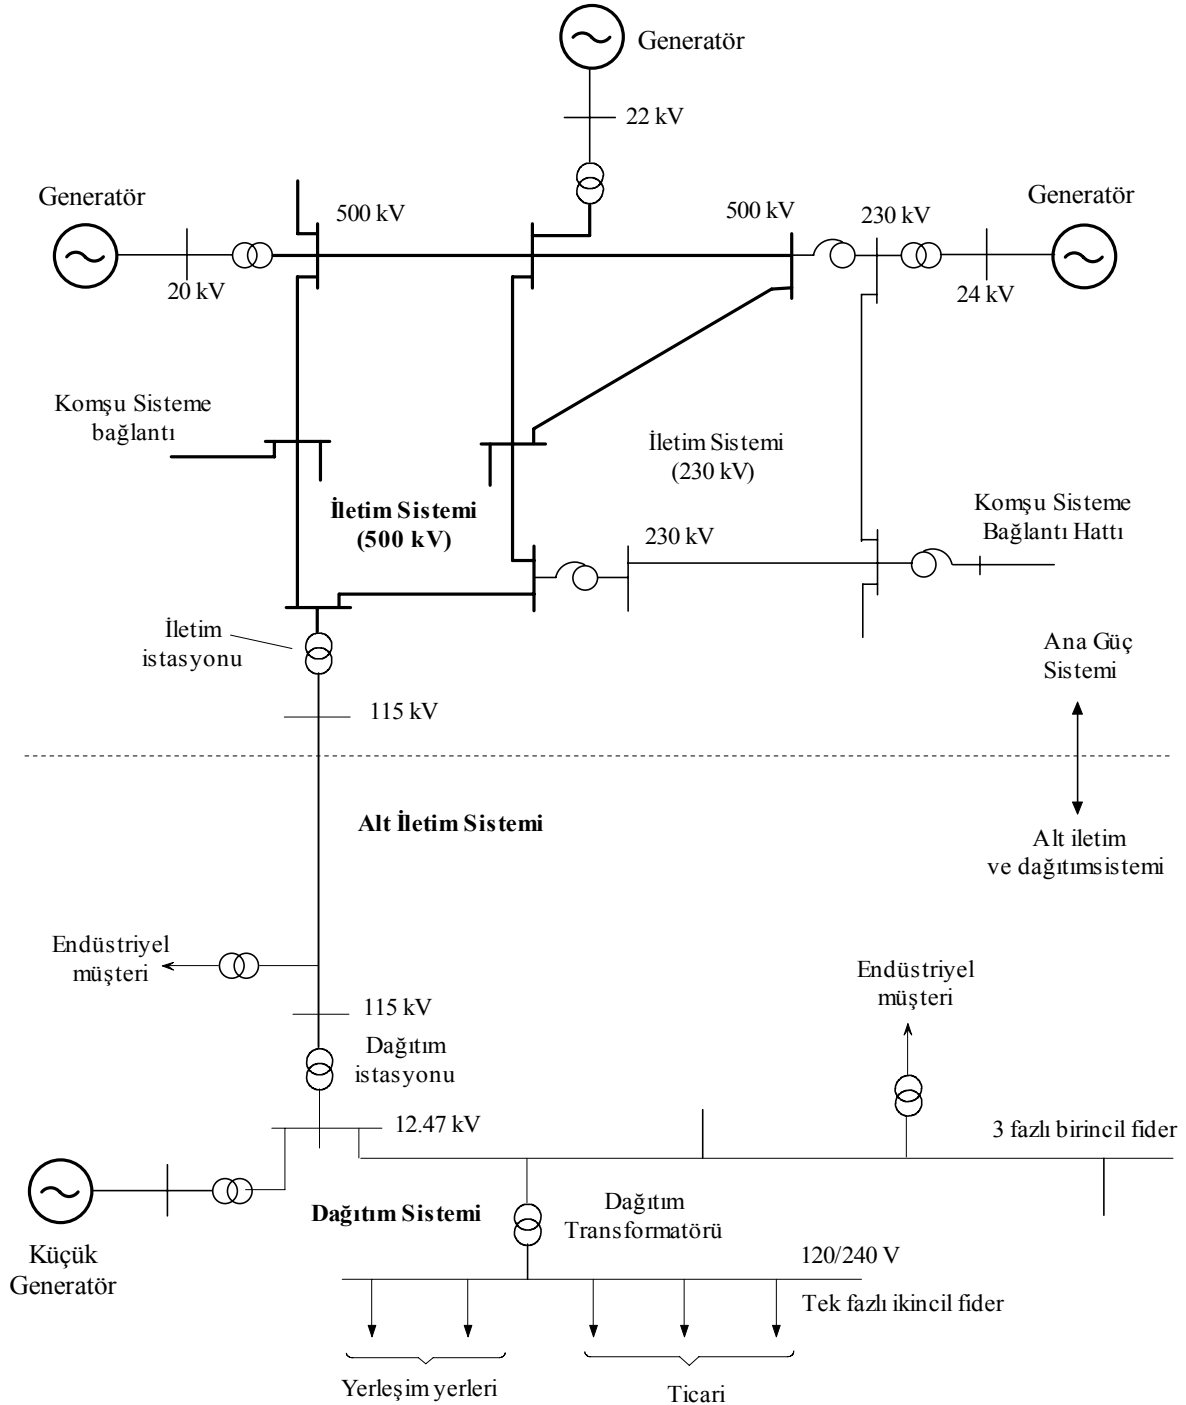 Generatör
22 kV
Generatör
500 kV
500 kV
230 kV
Generatör
20 kV
24 kV
Komşu Sisteme
bağlantı
İletim Sistemi
(230 kV)
İletim Sistemi
(500 kV)
Komşu Sisteme
Bağlantı Hattı
230 kV
İletim
istasyonu
Ana Güç
Sistemi
115 kV
Alt İletim Sistemi
Alt iletim
ve dağıtımsistemi
Endüstriyel
müşteri
Endüstriyel
müşteri
115 kV
Dağıtım
istasyonu
12.47 kV
3 fazlı birincil fider
Dağıtım Sistemi
Dağıtım
Transformatörü
Küçük
Generatör
120/240 V
Tek fazlı ikincil fider
Yerleşim yerleri
Ticari